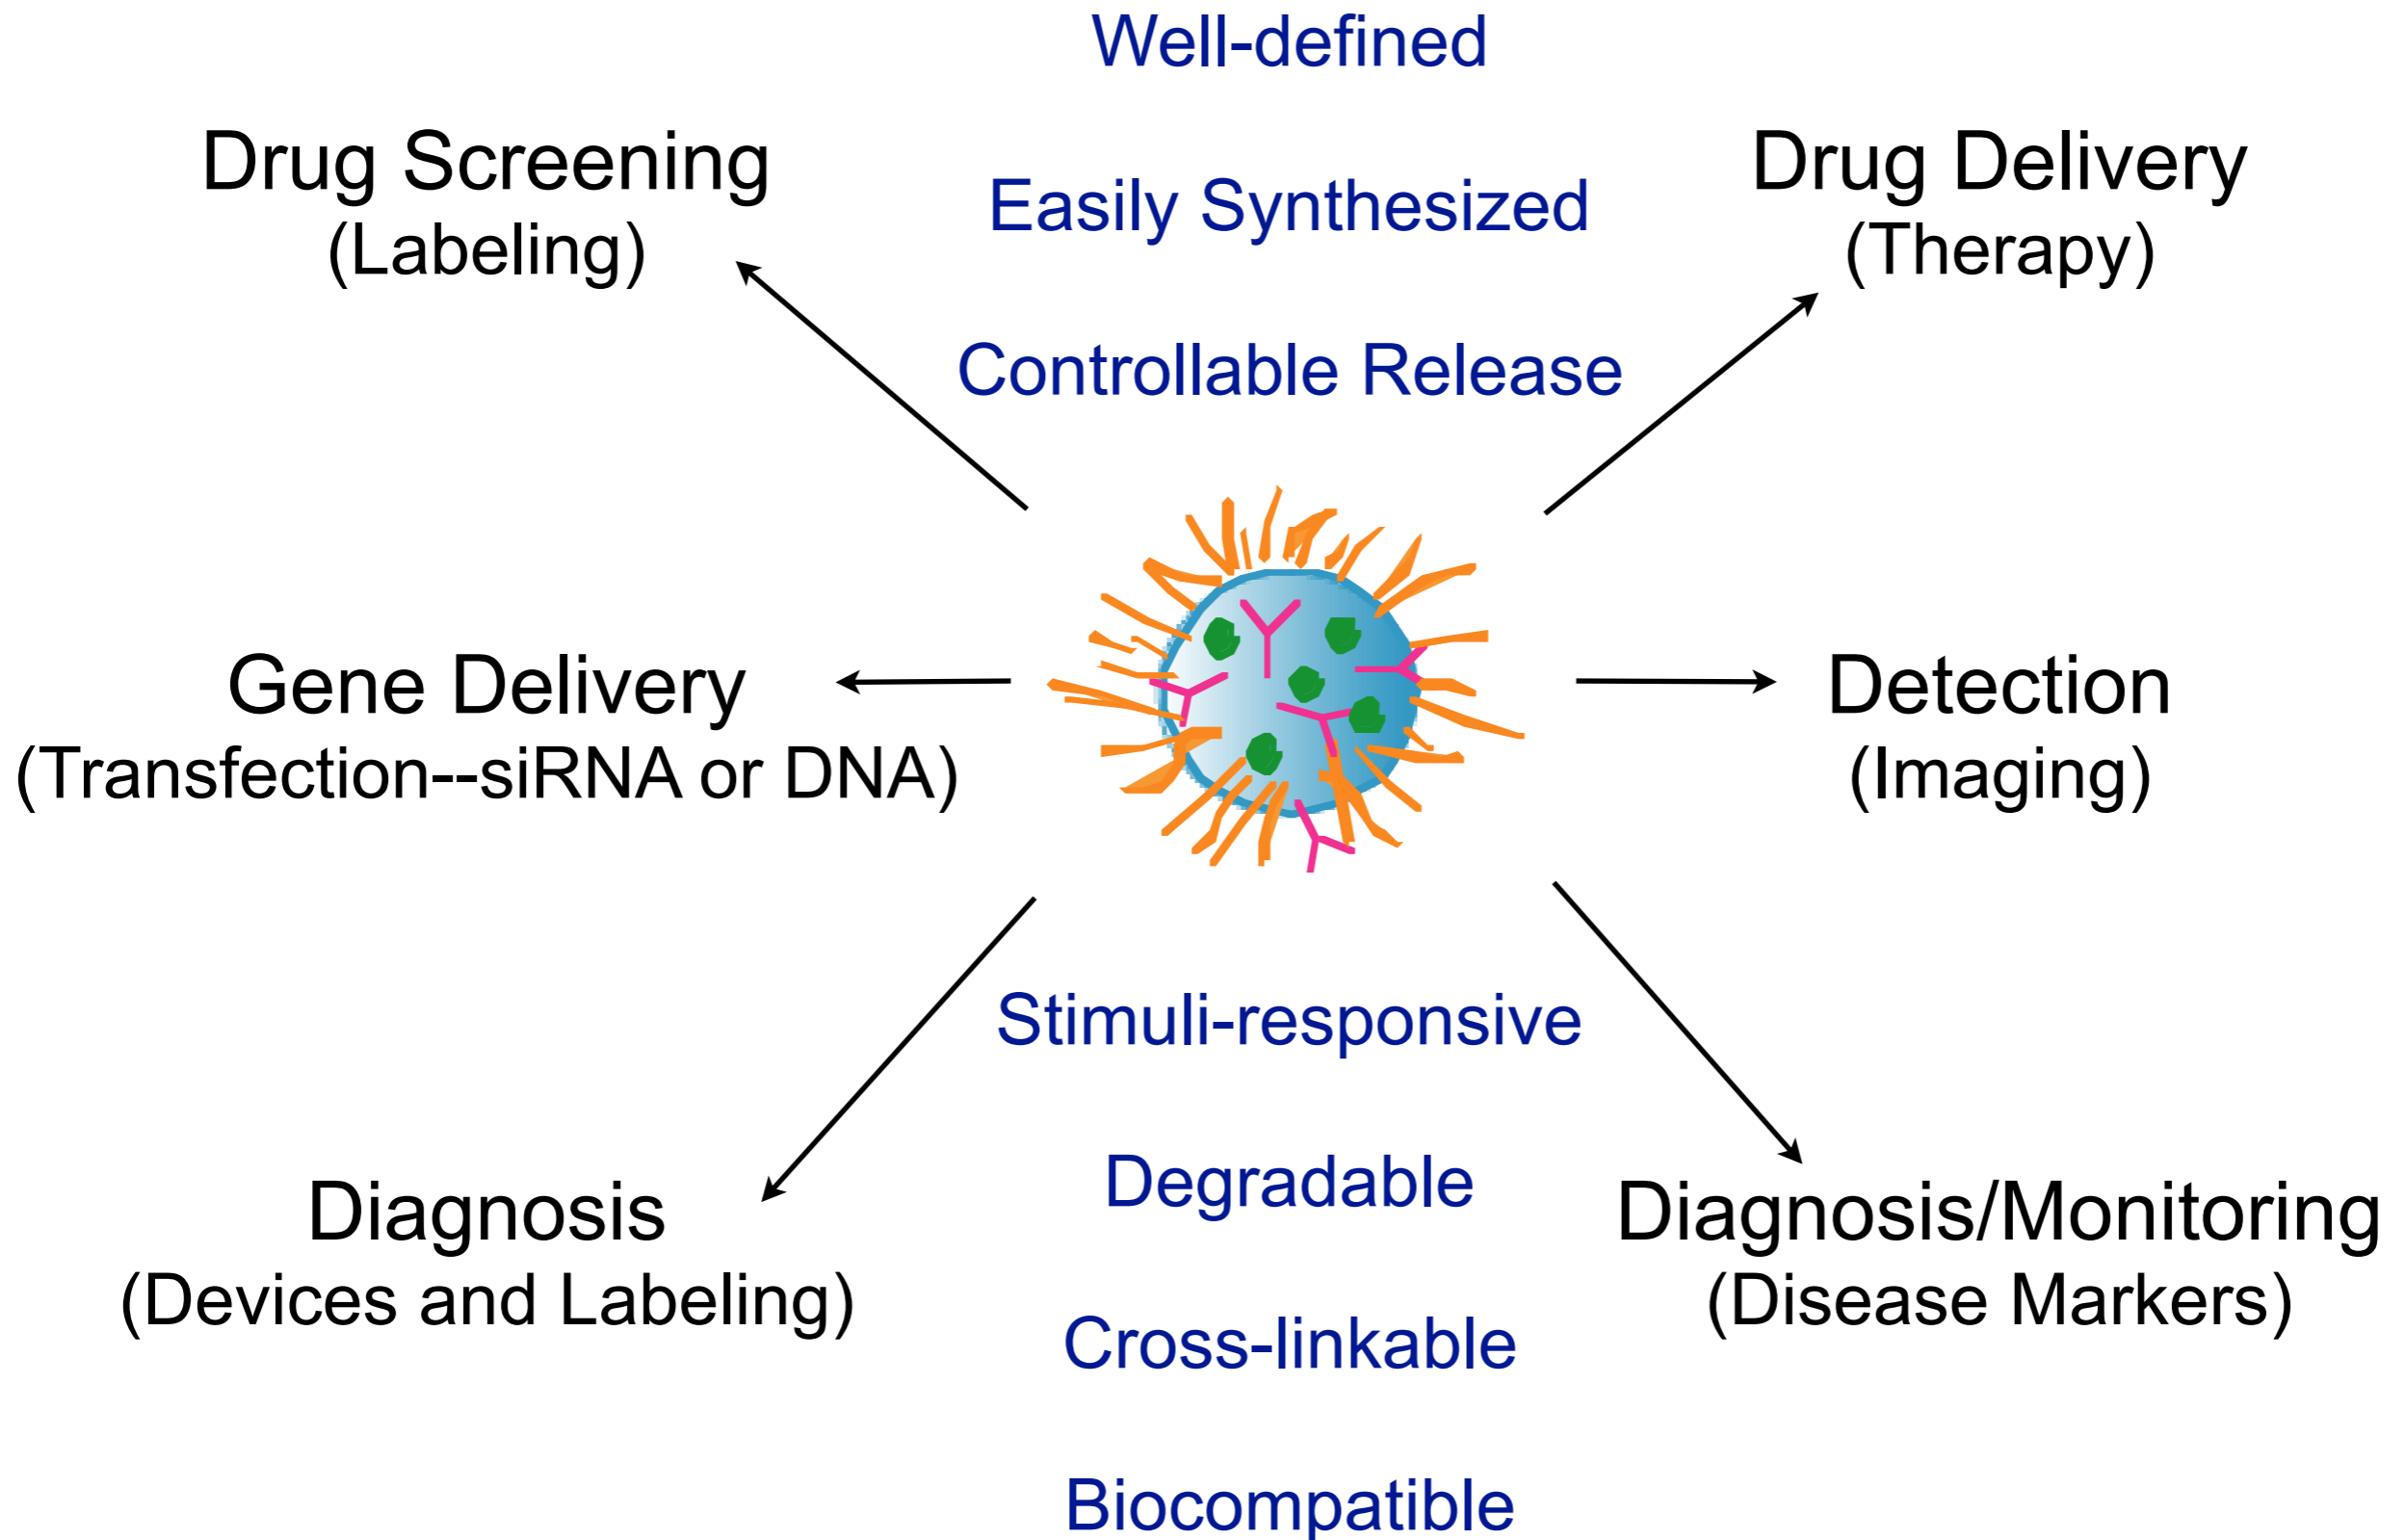 Well-defined
Drug Screening
(Labeling)
Easily Synthesized
Drug Delivery
(Therapy)
Controllable Release
Gene Delivery
(Transfection--siRNA or DNA)
Detection
(Imaging)
Stimuli-responsive
Degradable
Diagnosis
(Devices and Labeling)
Diagnosis/Monitoring
(Disease Markers)
Cross-linkable
Biocompatible